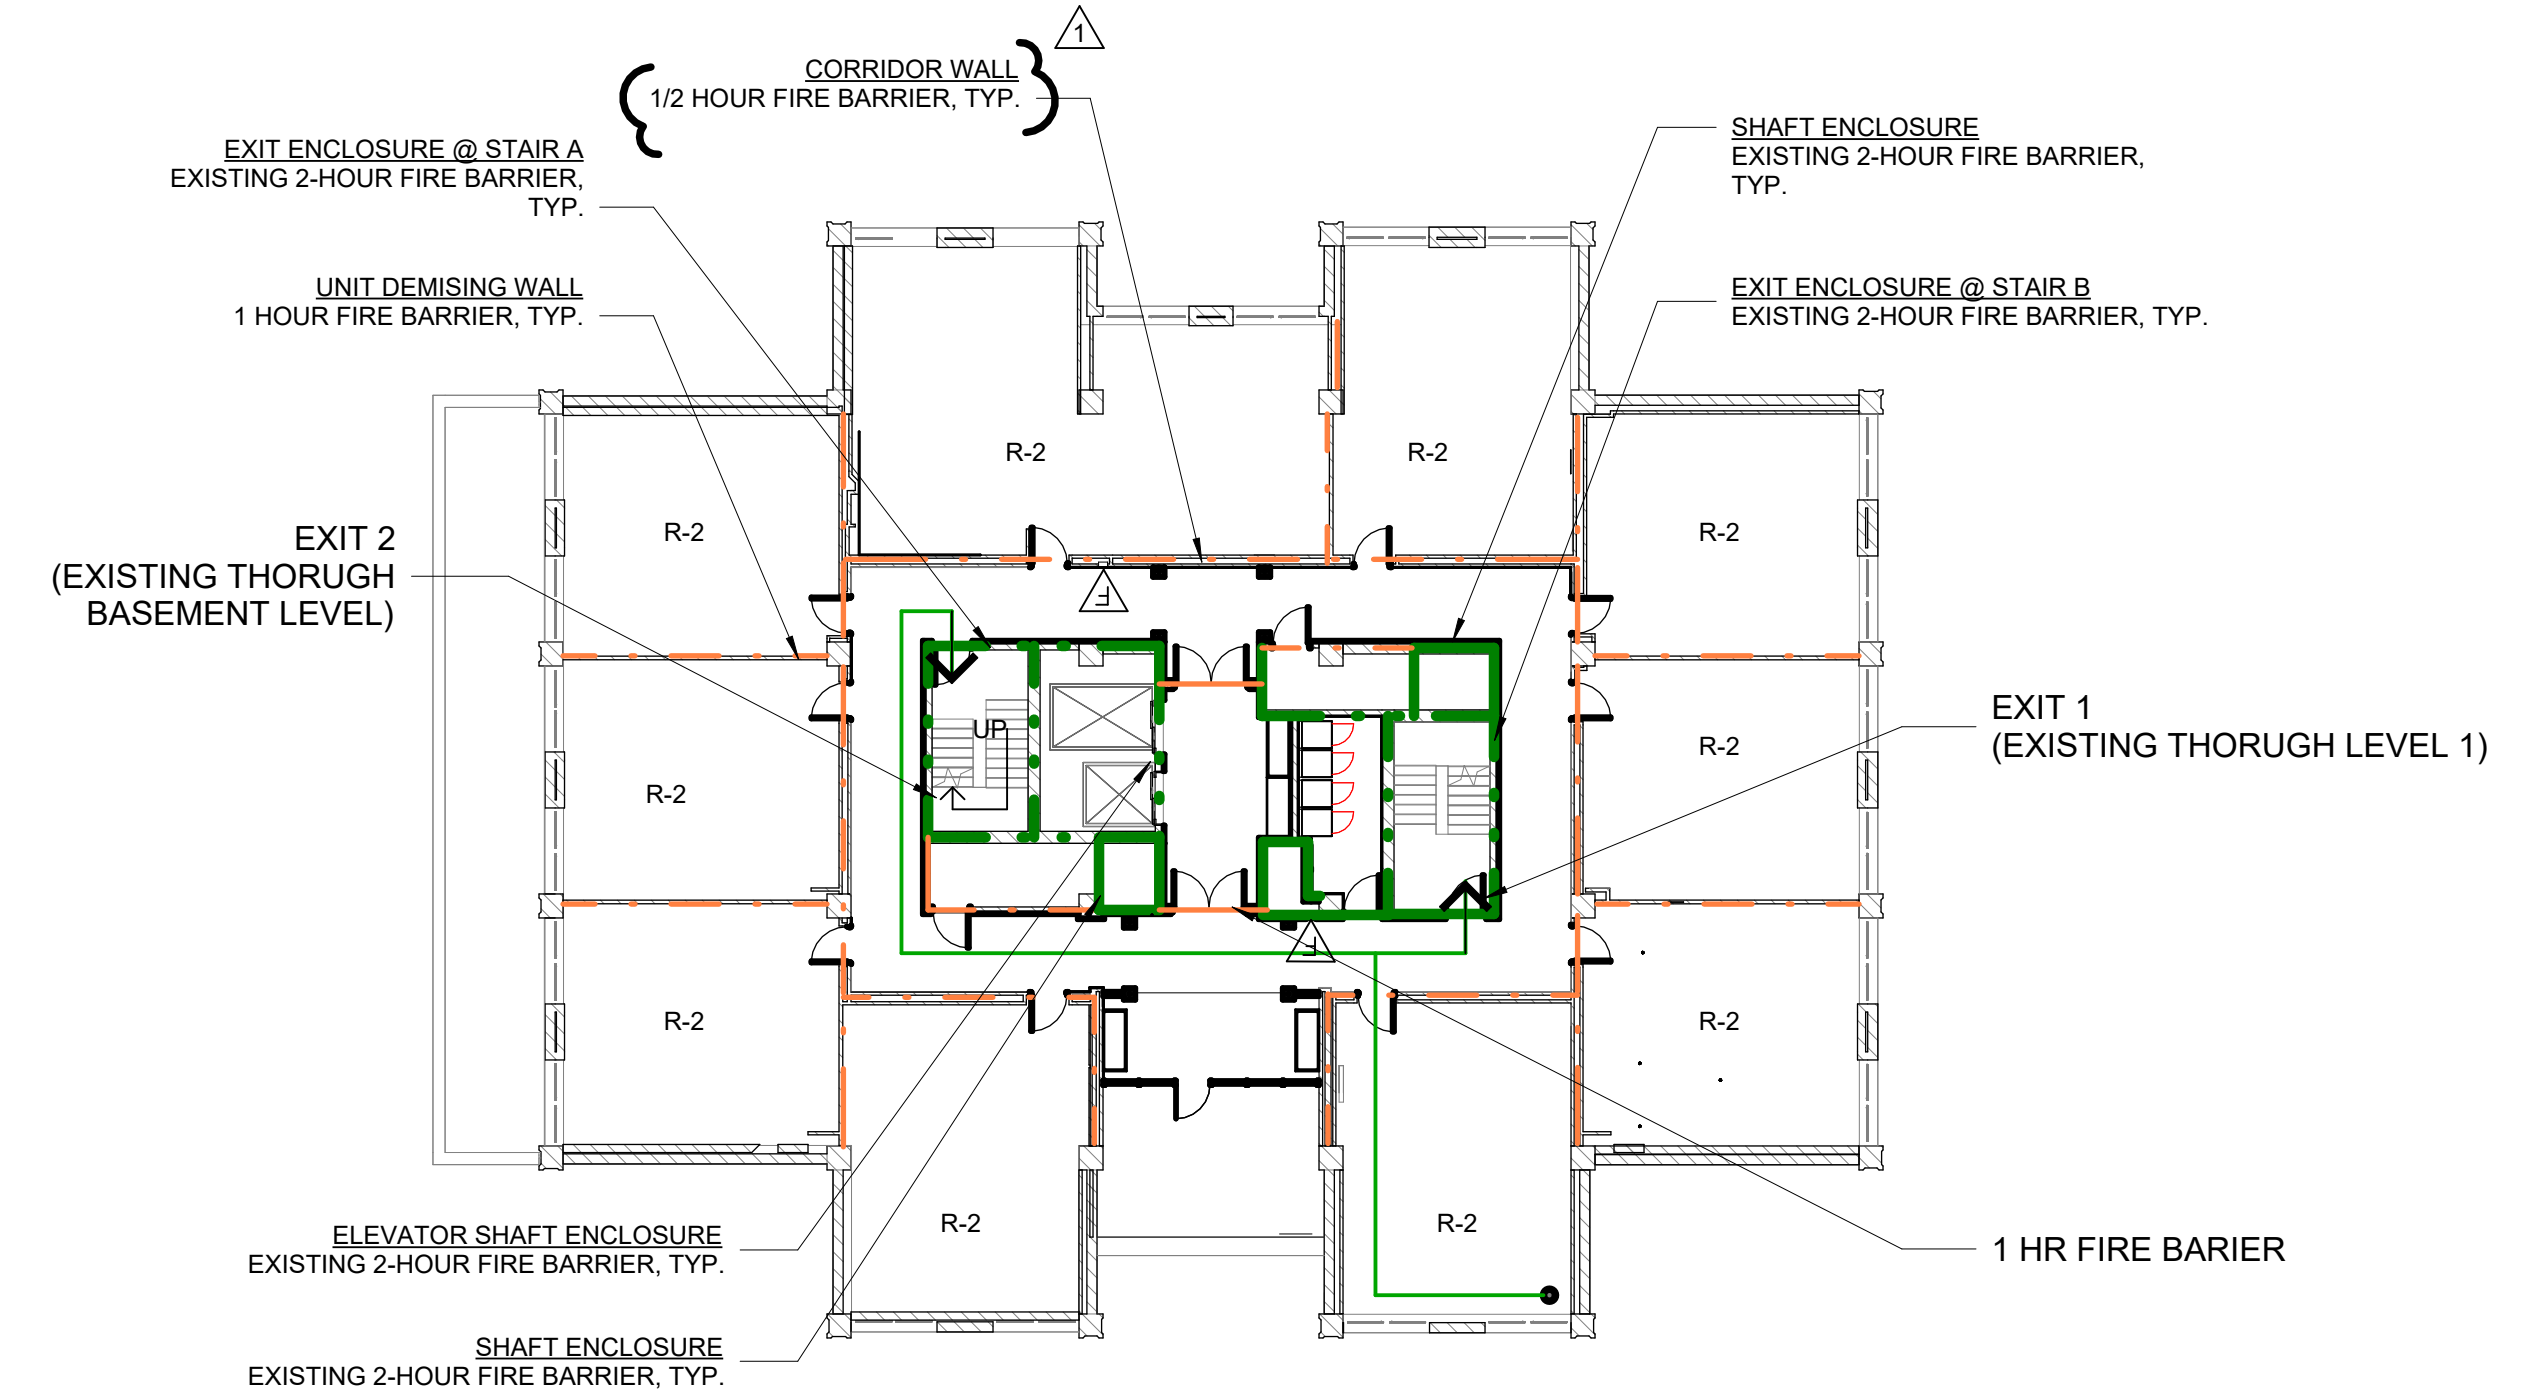 1
CORRIDOR WALL
1/2 HOUR FIRE BARRIER, TYP.
EXIT ENCLOSURE @ STAIR A
EXISTING 2-HOUR FIRE BARRIER,
TYP.
SHAFT ENCLOSURE
EXISTING 2-HOUR FIRE BARRIER,
TYP.
UNIT DEMISING WALL
1 HOUR FIRE BARRIER, TYP.
EXIT ENCLOSURE @ STAIR B
EXISTING 2-HOUR FIRE BARRIER, TYP.
R-2
R-2
R-2
R-2
EXIT 2
(EXISTING THORUGH
BASEMENT LEVEL)
F
UP
R-2
R-2
EXIT 1
(EXISTING THORUGH LEVEL 1)
F
R-2
R-2
R-2
R-2
ELEVATOR SHAFT ENCLOSURE
EXISTING 2-HOUR FIRE BARRIER, TYP.
1 HR FIRE BARIER
SHAFT ENCLOSURE
EXISTING 2-HOUR FIRE BARRIER, TYP.